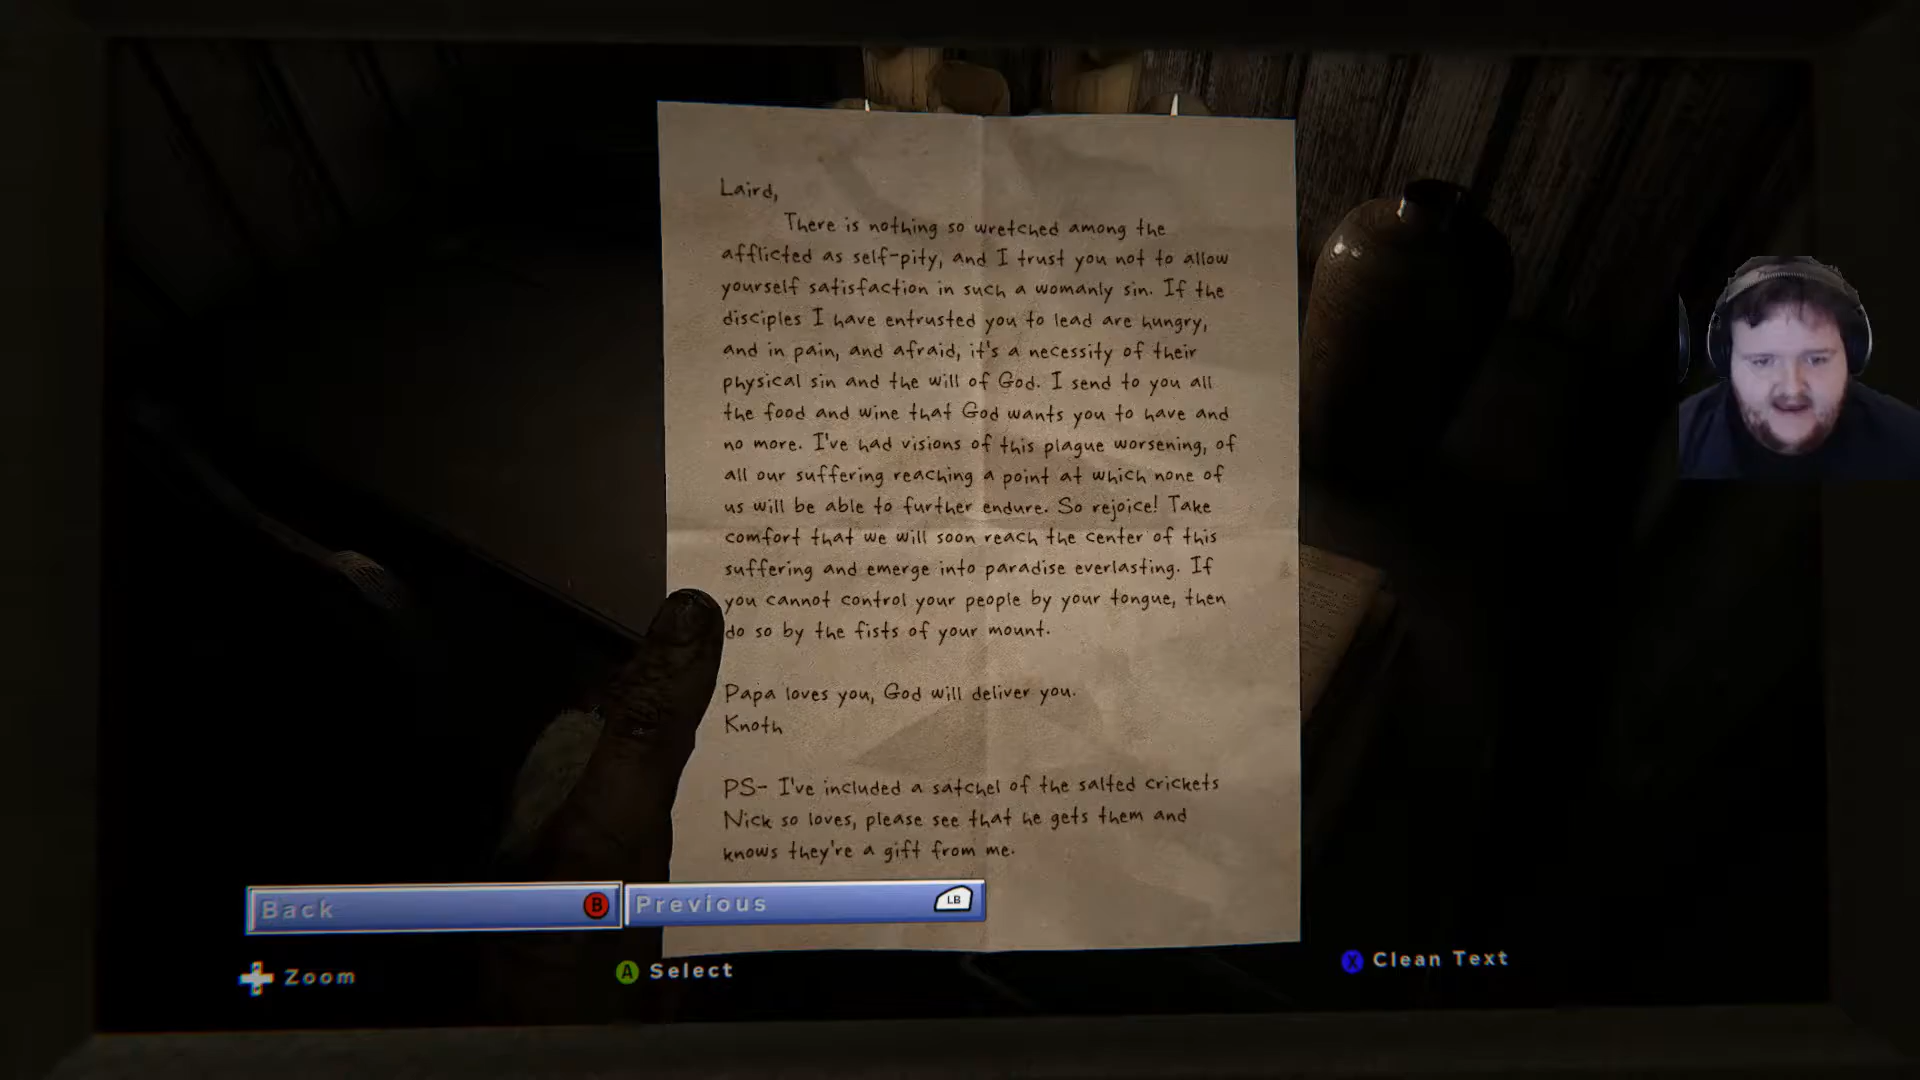 Laird,
There is nothing so wretched among the
afflicted as self-pity, and I trust you not to allow
yourself satisfaction in such a womanly sin. If the
disciples I have entrusted you to lead are hungry,
and in pain, and afraid, it's a necessity of their
physical sin and the will of God. I send to you all
the food and wine that God wants you to have and
no more. I've had visions of this plague worsening, of
all our suffering reaching a point at which none of
us will be able to further endure. So rejoice! Take
comfort that we will soon reach the center of this
suffering and emerge into paradise everlasting. If
you cannot control your people by your tongue, then
do so by the fists of your mount.
Papa loves you, God will deliver you.
Knoth
PS- I've included a satchel of the salted crickets
Nick so loves, please see that he gets them and
knows they're a gift from me.
Back B Previous LB
Zoom A Select X Clean Text